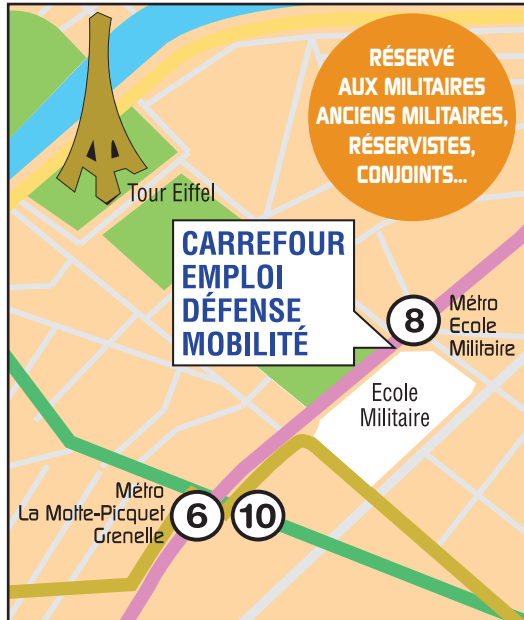 RÉSERVÉ
AUX MILITAIRES
ANCIENS MILITAIRES,
RÉSERVISTES,
CONJOINTS...
Tour Eiffel
CARREFOUR
EMPLOI
DÉFENSE
MOBILITÉ
8
Métro
Ecole
Militaire
Ecole
Militaire
Métro
La Motte-Picquet
Grenelle
6
10